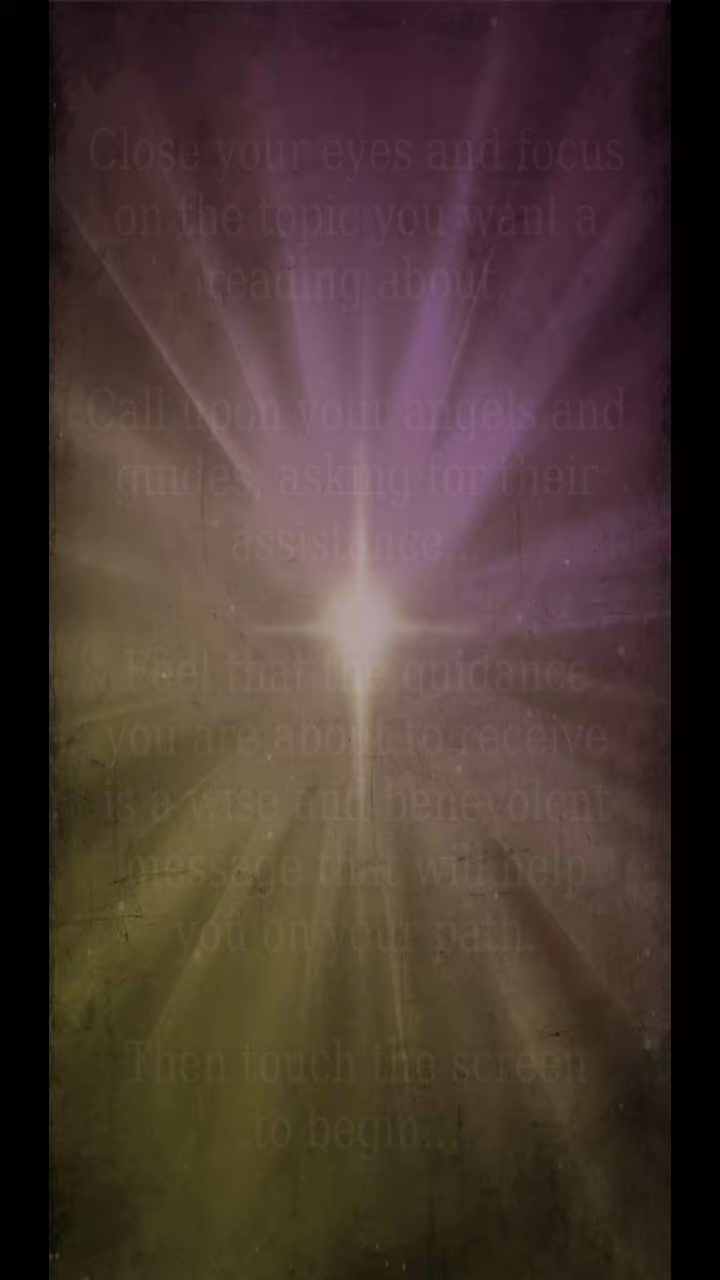 Close your eyes and focus
on the topic you want a
reading about.
Call upon your angels and
guides, asking for their
assistance...
Feel that the guidance
you are about to receive
is a wise and benevolent
message that will help
you on your path.
Then touch the screen
to begin...